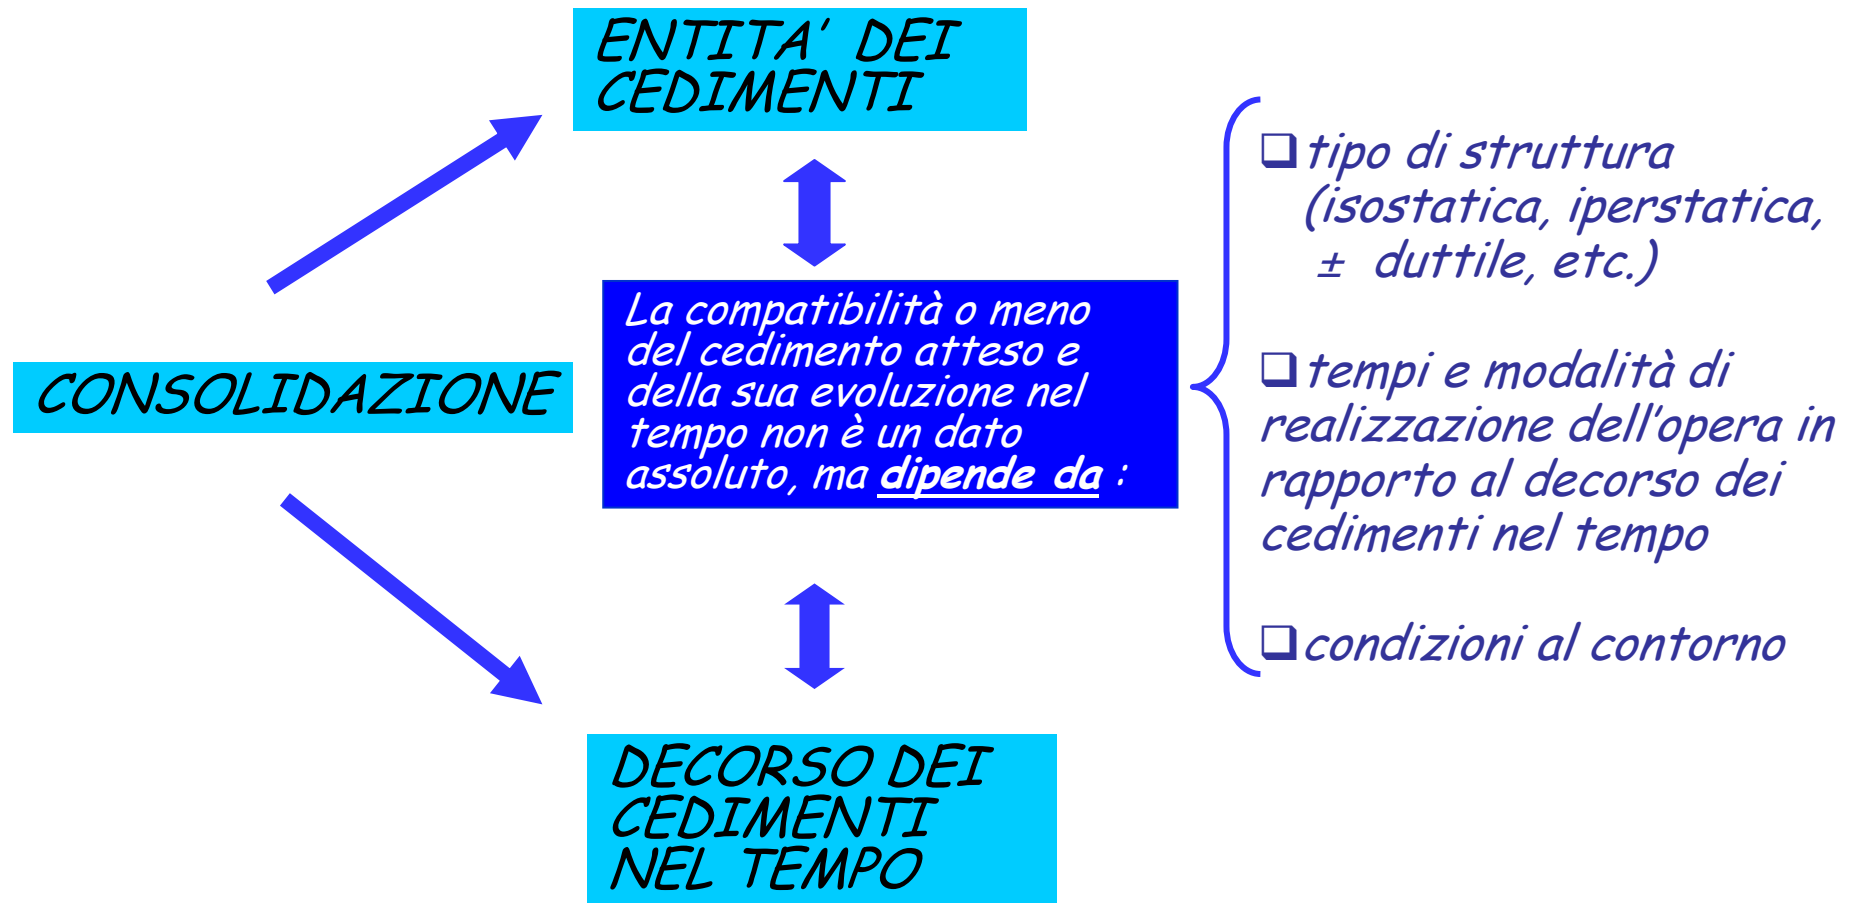 ENTITA’ DEI
CEDIMENTI
CONSOLIDAZIONE
La compatibilità o meno
del cedimento atteso e
della sua evoluzione nel
tempo non è un dato
assoluto, ma dipende da :
DECORSO DEI
CEDIMENTI
NEL TEMPO
❑ tipo di struttura
(isostatica, iperstatica,
± duttile, etc.)
❑ tempi e modalità di
realizzazione dell’opera in
rapporto al decorso dei
cedimenti nel tempo
❑ condizioni al contorno